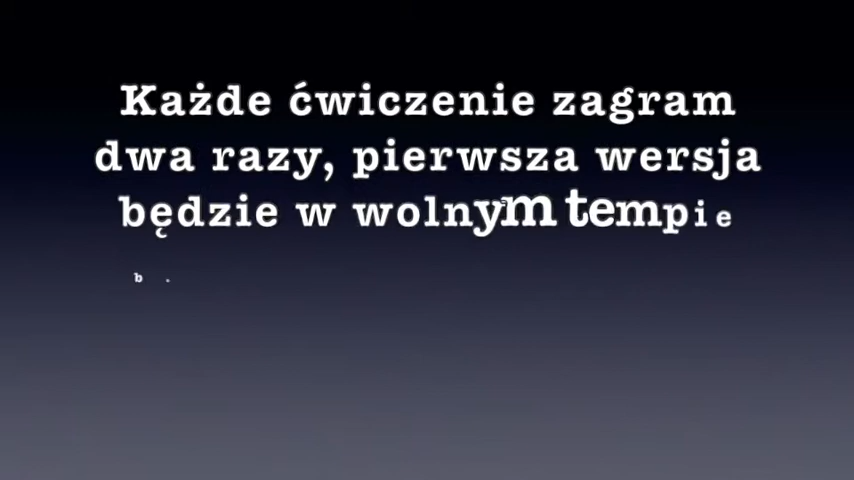 Każde ćwiczenie zagram
dwa razy, pierwsza wersja
będzie w wolnym tempie